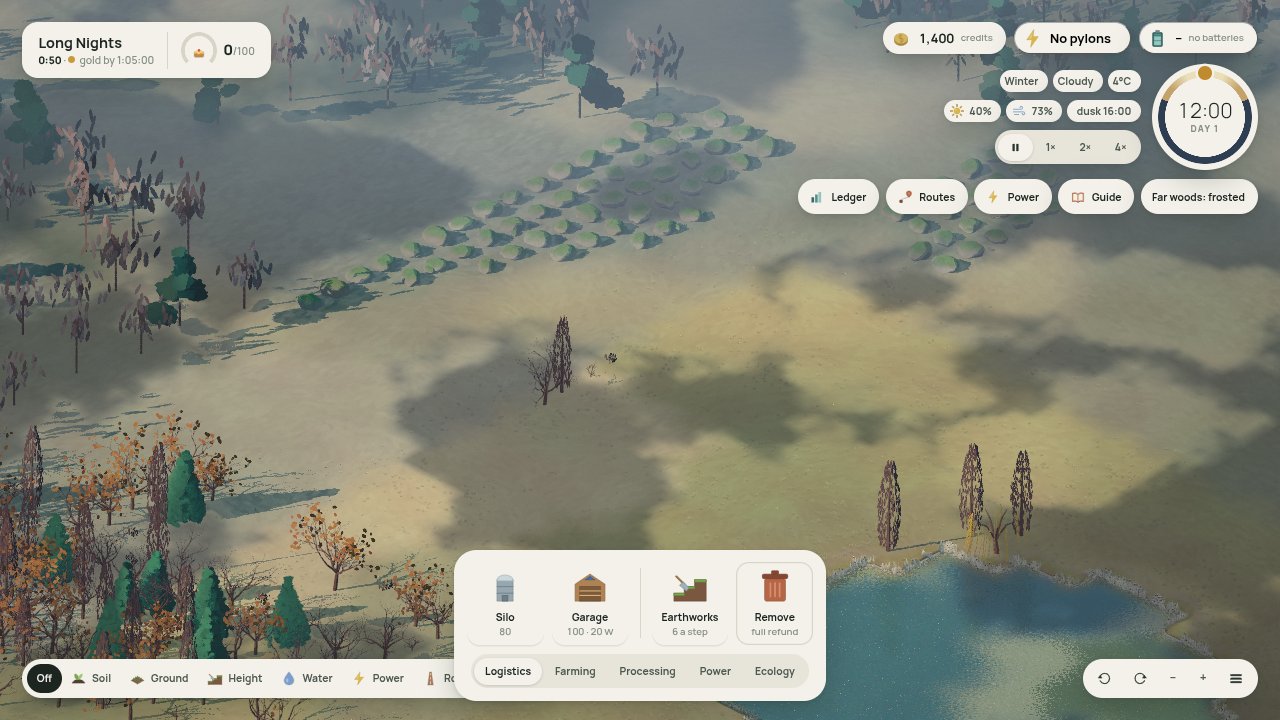 Long Nights
0:50 · gold by 1:05:00
0/100
1,400 credits
No pylons
– no batteries
Winter
Cloudy
4°C
40%
73%
dusk 16:00
1×
2×
4×
12:00
DAY 1
Ledger
Routes
Power
Guide
Far woods: frosted
Silo
80
Garage
100 · 20 W
Earthworks
6 a step
Remove
full refund
Logistics
Farming
Processing
Power
Ecology
Off
Soil
Ground
Height
Water
Power
−
+